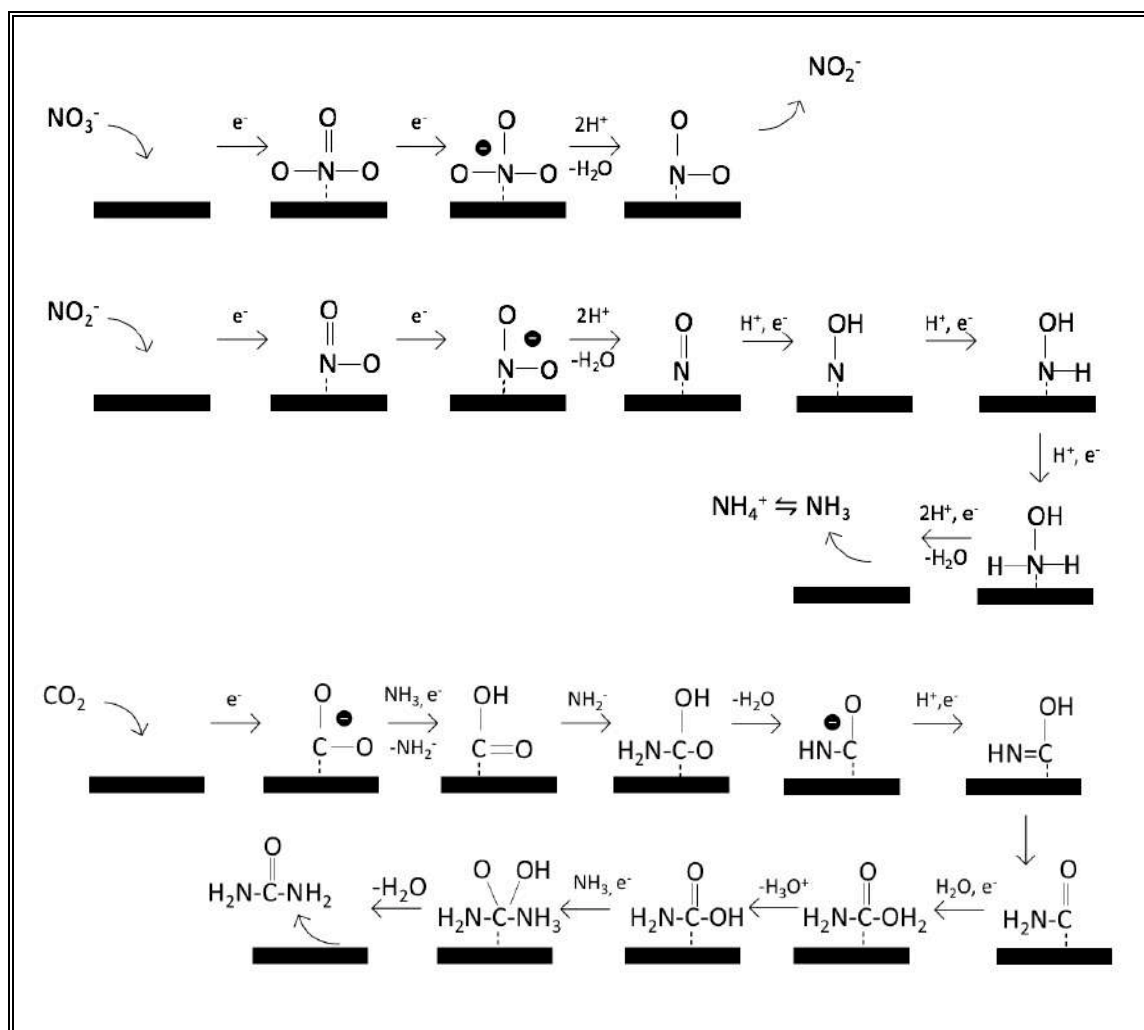 NO₂⁻
NO₃⁻ e⁻ O e⁻ O 2H⁺ O
O N O O N O -H₂O N O
NO₂⁻ e⁻ O e⁻ O 2H⁺ O H⁺, e⁻ OH H⁺, e⁻ OH
N O N O -H₂O N N N H
H⁺, e⁻
NH₄⁺ ⇋ NH₃ 2H⁺, e⁻ OH
-H₂O H N H
CO₂ e⁻ O NH₃, e⁻ OH NH₂⁻ OH -H₂O O H⁺,e⁻ OH
C O -NH₂⁻ C O H₂N-C-O HN-C HN=C
O -H₂O O OH NH₃, e⁻ O -H₃O⁺ O H₂O, e⁻ O
H₂N-C-NH₂ H₂N-C-NH₃ H₂N-C-OH H₂N-C-OH₂ H₂N-C